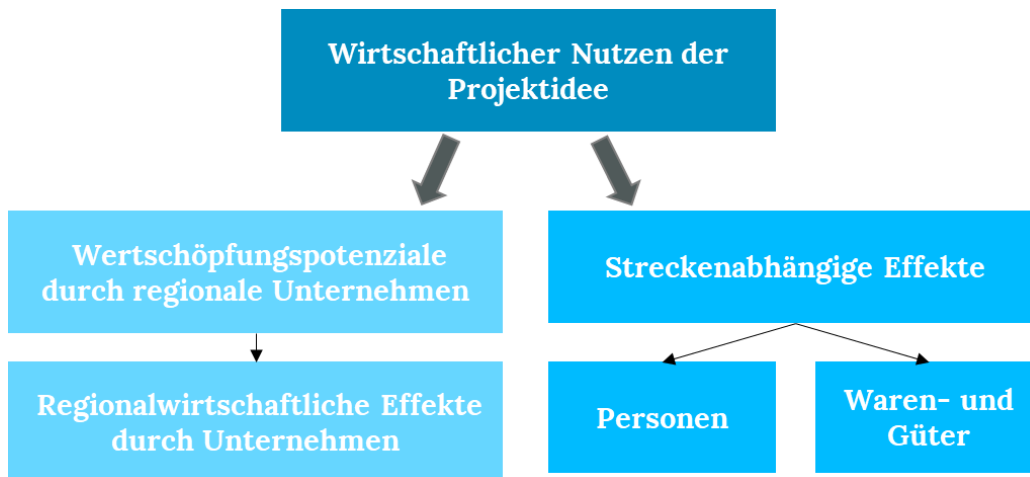 Wirtschaftlicher Nutzen der
Projektidee
Wertschöpfungspotenziale
durch regionale Unternehmen
Streckenabhängige Effekte
Regionalwirtschaftliche Effekte
durch Unternehmen
Personen
Waren- und
Güter